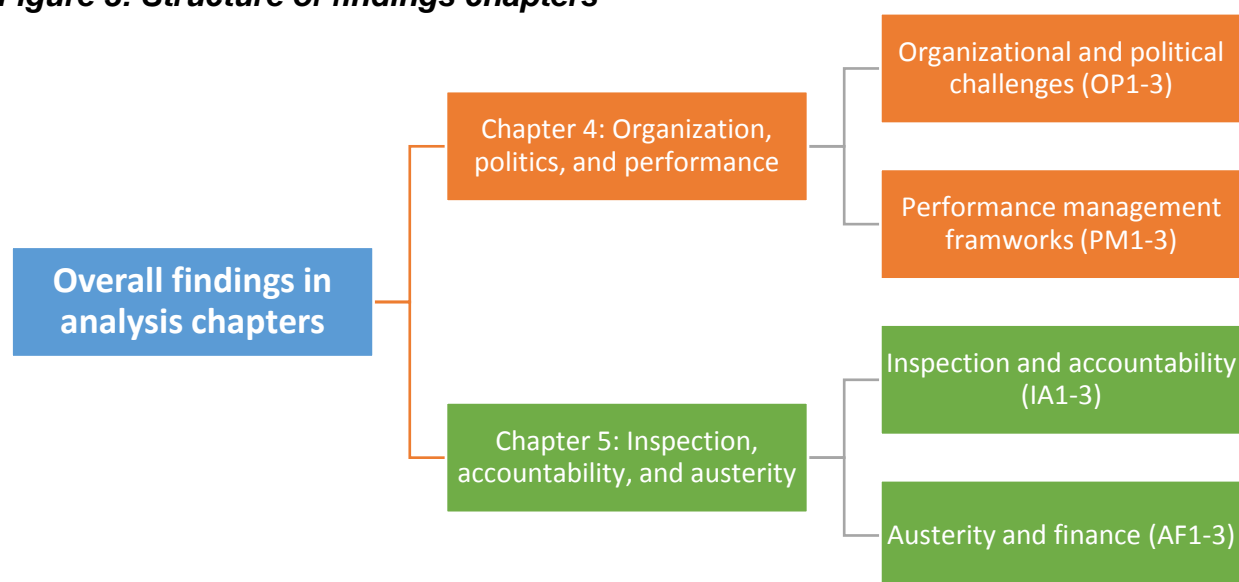 Figure 3. Structure of findings chapters
Organizational and political
challenges (OP1-3)
Chapter 4: Organization,
politics, and performance
Performance management
framworks (PM1-3)
Overall findings in
analysis chapters
Inspection and accountability
(IA1-3)
Chapter 5: Inspection,
accountability, and austerity
Austerity and finance (AF1-3)